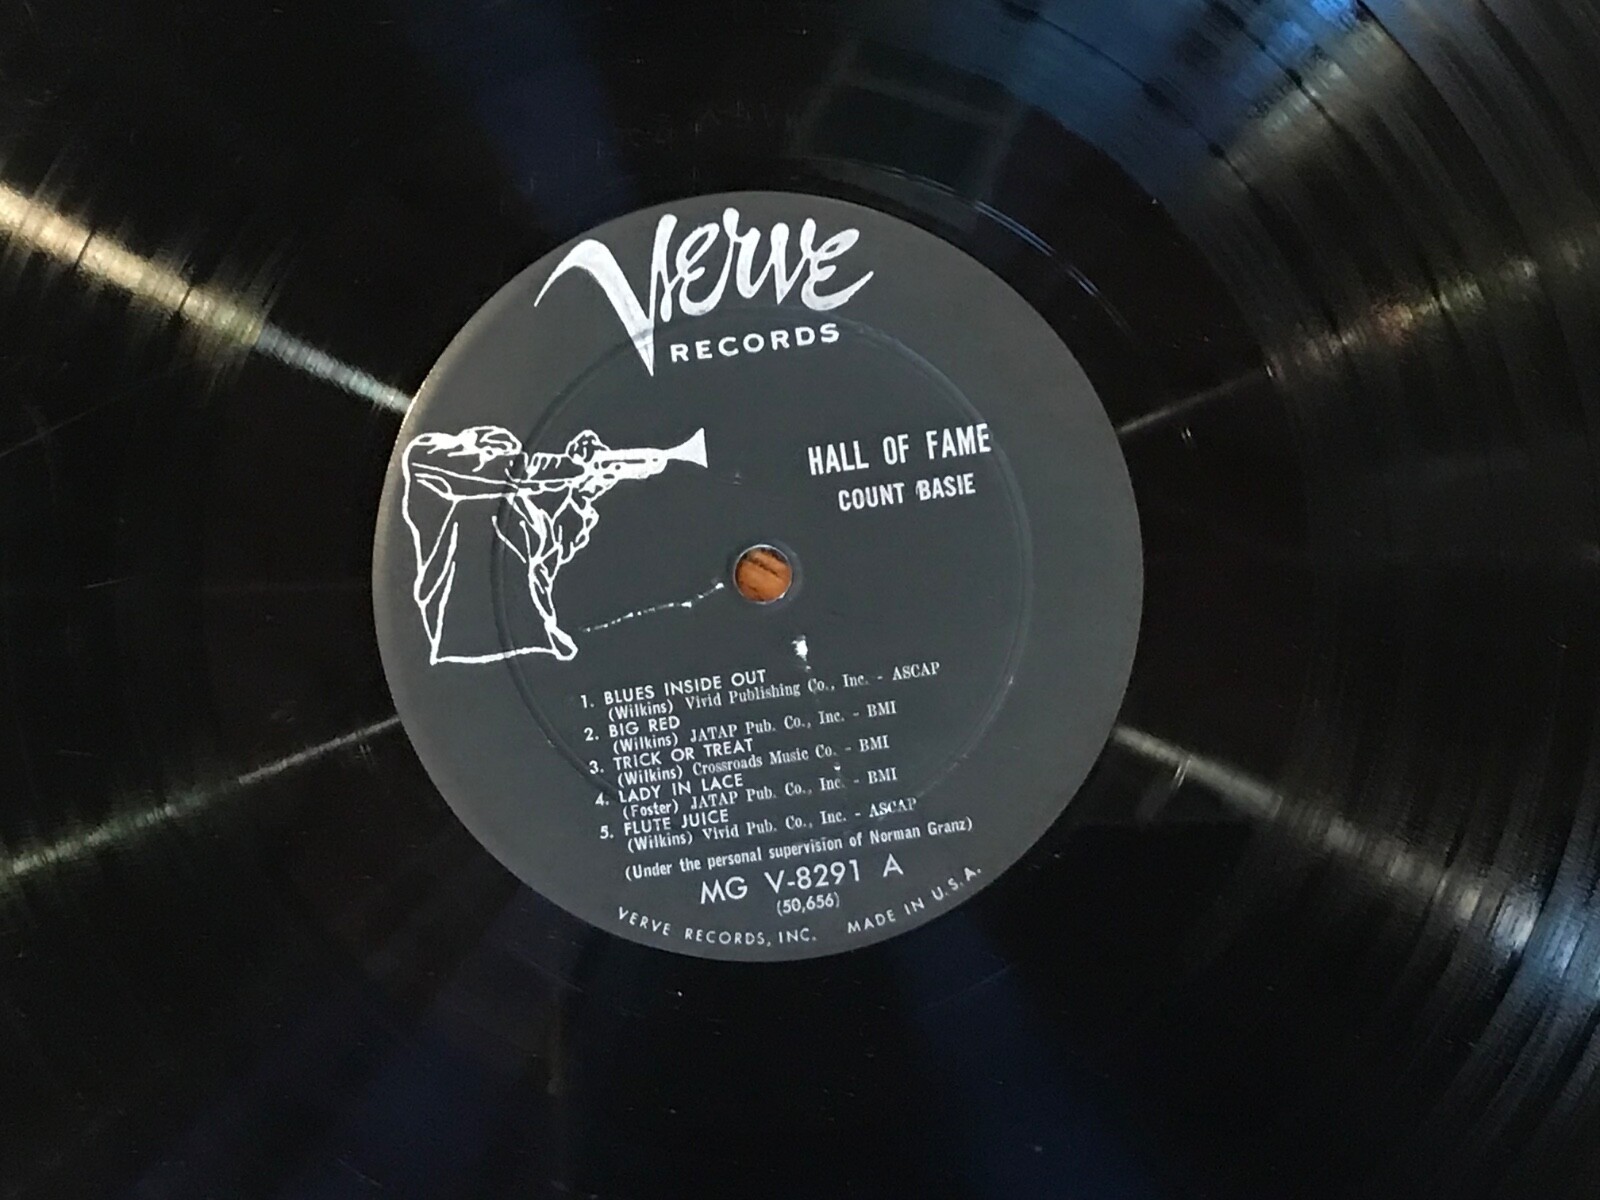 Verve
RECORDS
HALL OF FAME
COUNT BASIE
1. BLUES INSIDE OUT
(Wilkins) Vivid Publishing Co., Inc. - ASCAP
2. BIG RED
(Wilkins) JATAP Pub. Co., Inc. - BMI
3. TRICK OR TREAT
(Wilkins) Crossroads Music Co. - BMI
4. LADY IN LACE
(Foster) JATAP Pub. Co., Inc. - BMI
5. FLUTE JUICE
(Wilkins) Vivid Pub. Co., Inc. - ASCAP
(Under the personal supervision of Norman Granz)
MG V-8291 A
(50,656)
VERVE RECORDS, INC. MADE IN U.S.A.